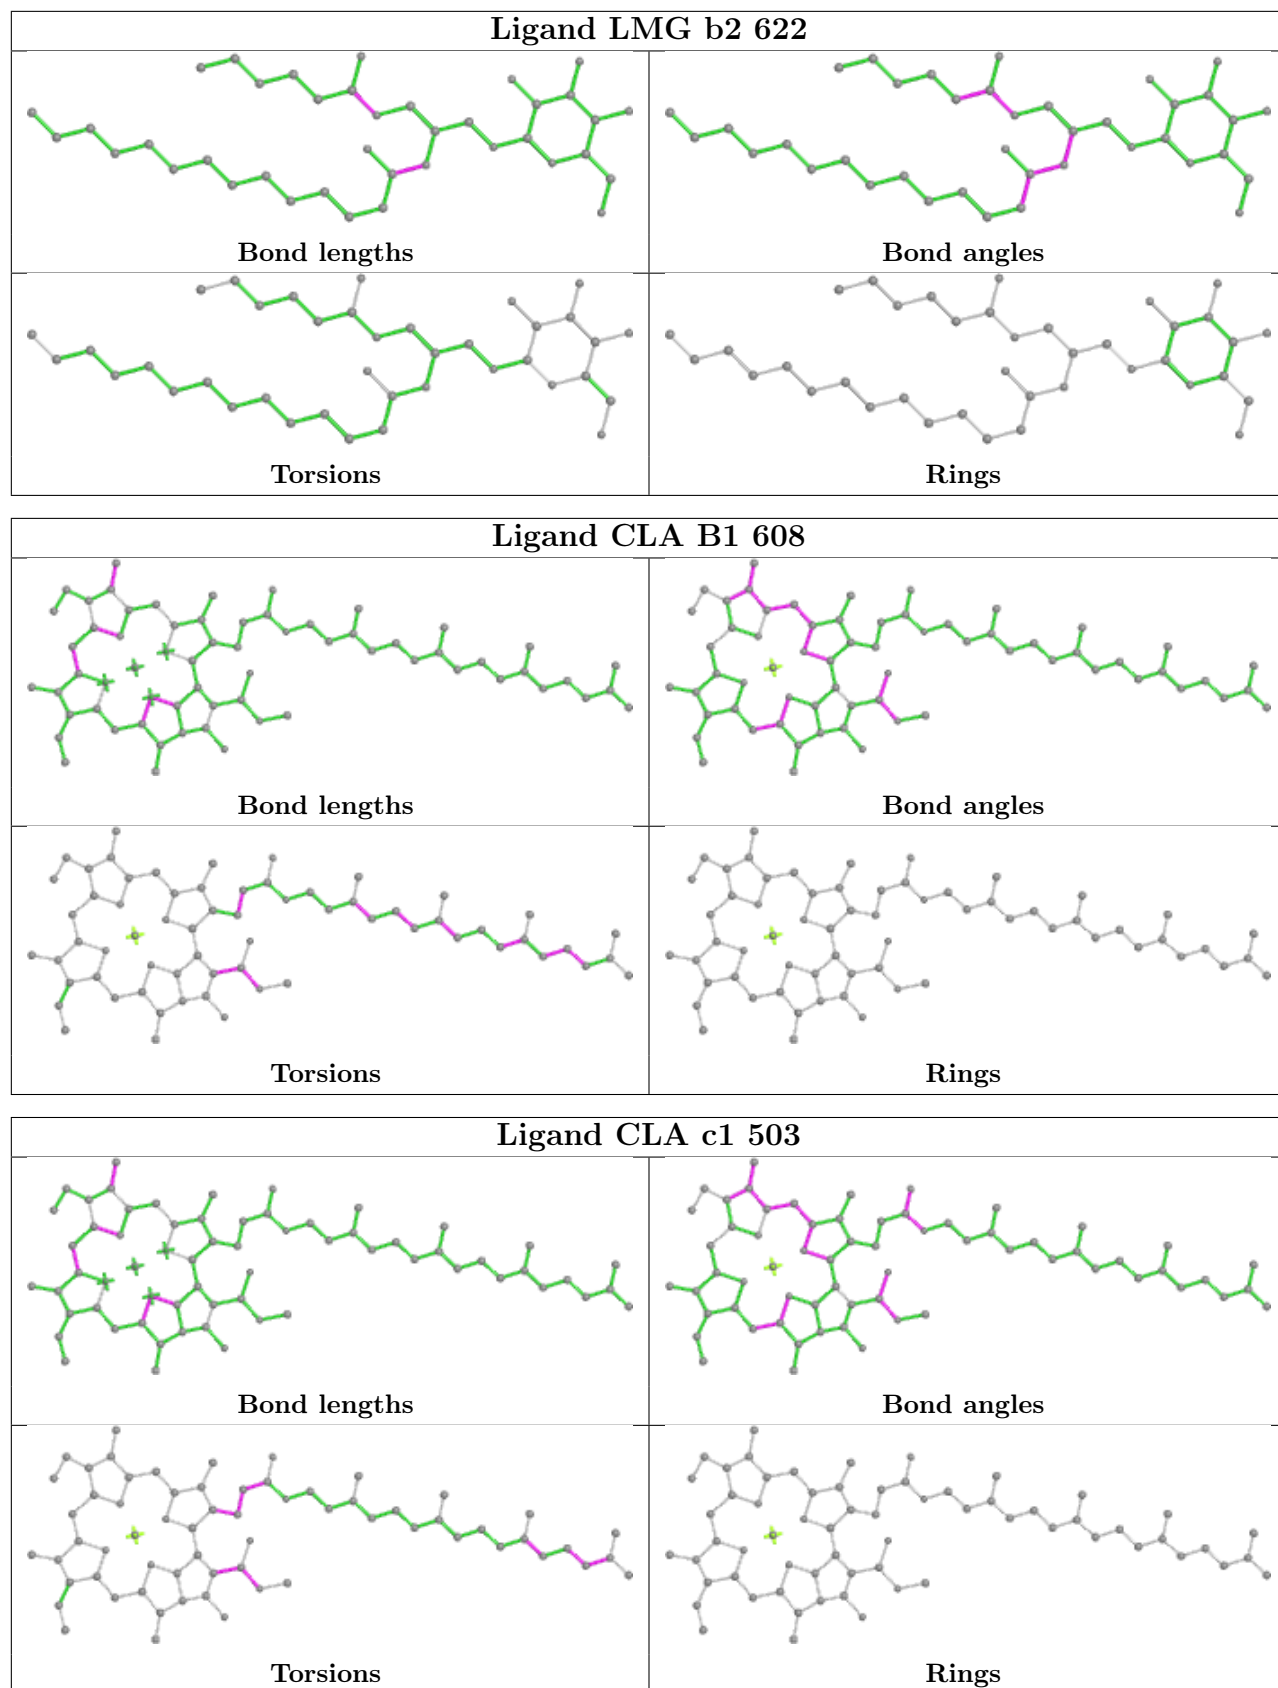 Ligand LMG b2 622
Bond lengths
Bond angles
Torsions
Rings
Ligand CLA B1 608
Bond lengths
Bond angles
Torsions
Rings
Ligand CLA c1 503
Bond lengths
Bond angles
Torsions
Rings